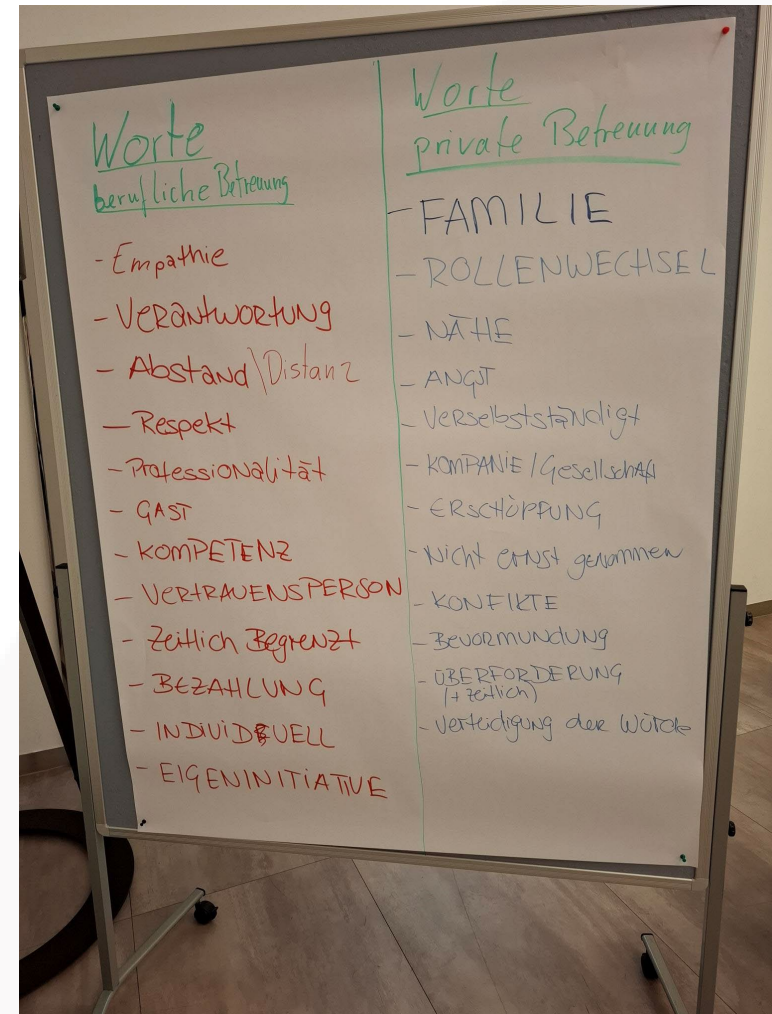 Worte
berufliche Betreuung
- Empathie
- Verantwortung
- Abstand \ Distanz
- Respekt
- Professionalität
- GAST
- KOMPETENZ
- VERTRAUENSPERSON
- Zeitlich Begrenzt
- BEZAHLUNG
- INDIVIDUELL
- EIGENINITIATIVE
Worte
private Betreuung
- FAMILIE
- ROLLENWECHSEL
- NÄHE
- ANGST
- Verselbstständigt
- KOMPANIE / Gesellschaft
- ERSCHÖPFUNG
- Nicht ernst genommen
- KONFIKTE
- BEVORMUNDUNG
- ÜBERFORDERUNG
(+ zeitlich)
- Verteidigung der Würde